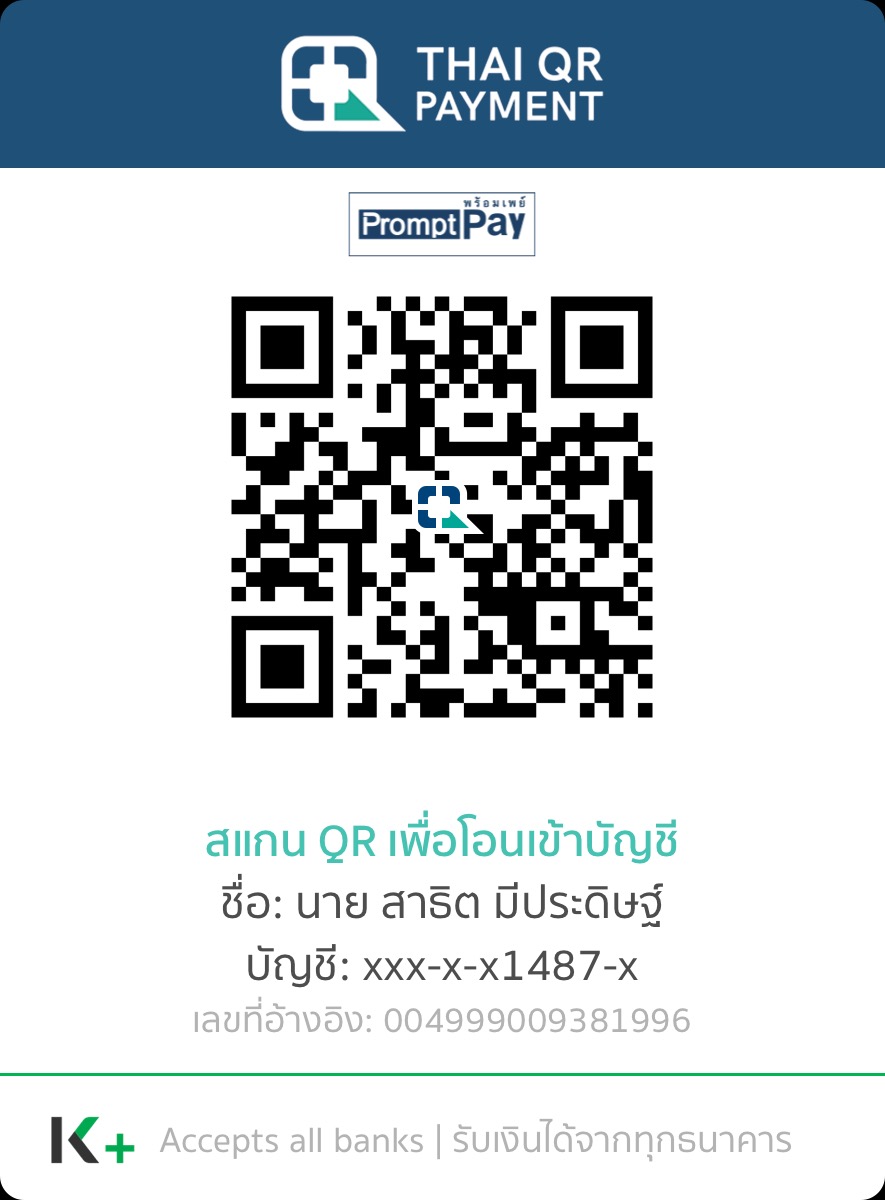 THAI QR
PAYMENT
พร้อมเพย์
PromptPay
สแกน QR เพื่อโอนเข้าบัญชี
ชื่อ: นาย สาธิต มีประดิษฐ์
บัญชี: xxx-x-x1487-x
เลขที่อ้างอิง: 004999009381996
K+ Accepts all banks | รับเงินได้จากทุกธนาคาร